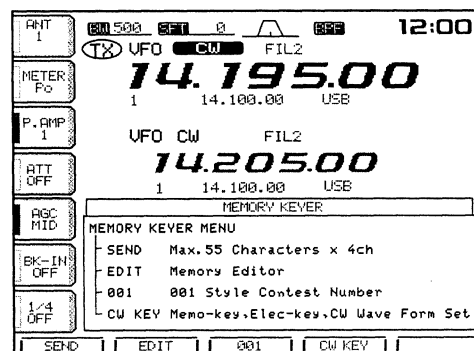 ANT
1
BW 500 SFT 0 BPF 12:00
TX VFO CW FIL2
METER
Po
14.195.00
1 14.100.00 USB
P.AMP
1
VFO CW FIL2
ATT
OFF
14.205.00
1 14.100.00 USB
AGC
MID
MEMORY KEYER
MEMORY KEYER MENU
SEND Max.55 Characters x 4ch
BK-IN
OFF
EDIT Memory Editor
001 001 Style Contest Number
1/4
OFF
CW KEY Memo-key,Elec-key,CW Wave Form Set
SEND EDIT 001 CW KEY